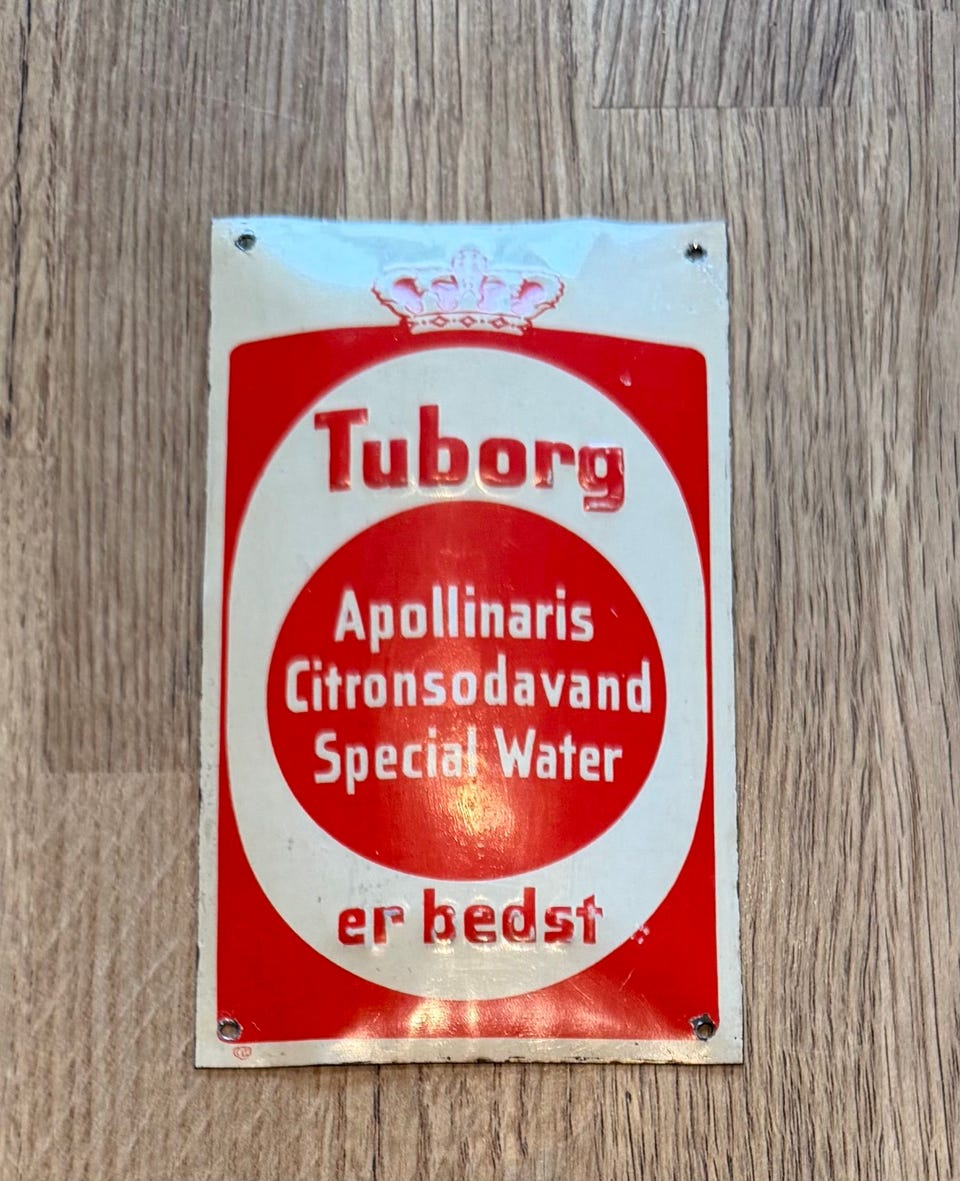 Tuborg
Apollinaris
Citronsodavand
Special Water
er bedst